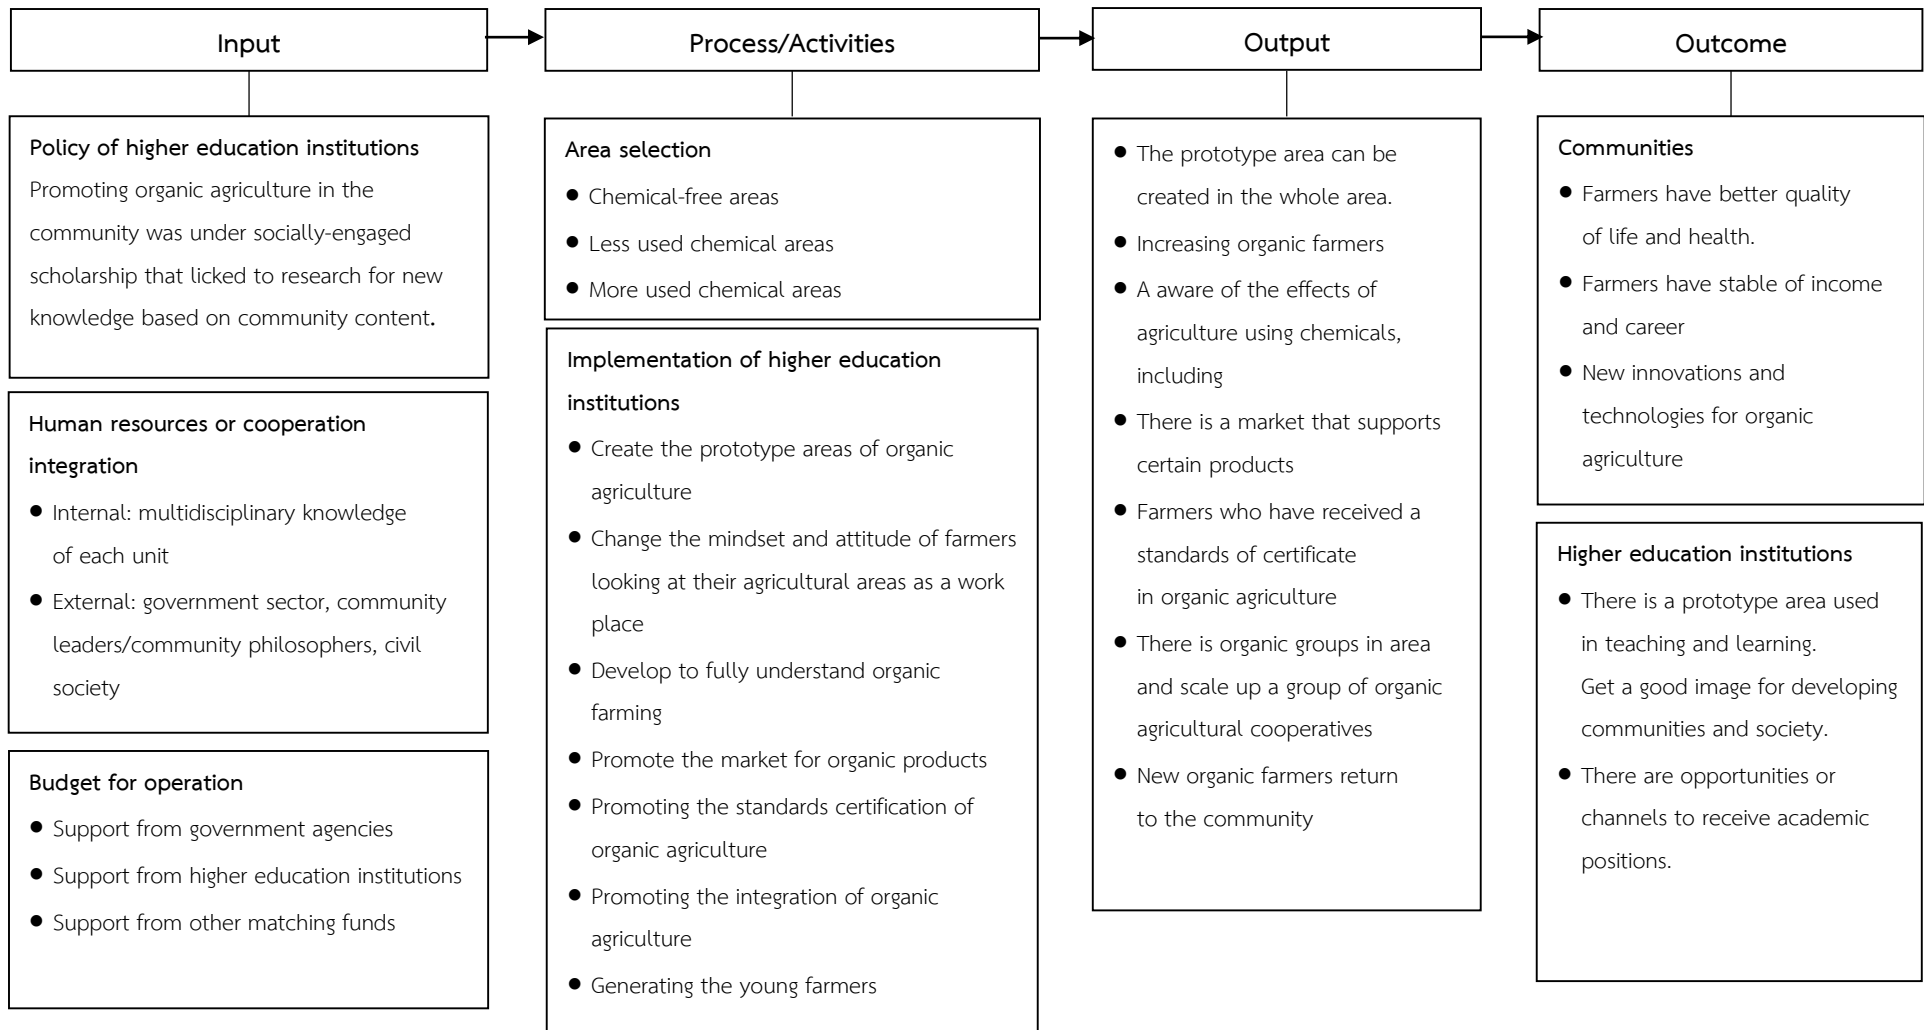 Input
Process/Activities
Output
Outcome
Policy of higher education institutions
Promoting organic agriculture in the
community was under socially-engaged
scholarship that licked to research for new
knowledge based on community content.
Human resources or cooperation
integration
● Internal: multidisciplinary knowledge
of each unit
● External: government sector, community
leaders/community philosophers, civil
society
Budget for operation
● Support from government agencies
● Support from higher education institutions
● Support from other matching funds
Area selection
● Chemical-free areas
● Less used chemical areas
● More used chemical areas
Implementation of higher education
institutions
● Create the prototype areas of organic
agriculture
● Change the mindset and attitude of farmers
looking at their agricultural areas as a work
place
● Develop to fully understand organic
farming
● Promote the market for organic products
● Promoting the standards certification of
organic agriculture
● Promoting the integration of organic
agriculture
● Generating the young farmers
● The prototype area can be
created in the whole area.
● Increasing organic farmers
● A aware of the effects of
agriculture using chemicals,
including
● There is a market that supports
certain products
● Farmers who have received a
standards of certificate
in organic agriculture
● There is organic groups in area
and scale up a group of organic
agricultural cooperatives
● New organic farmers return
to the community
Communities
● Farmers have better quality
of life and health.
● Farmers have stable of income
and career
● New innovations and
technologies for organic
agriculture
Higher education institutions
● There is a prototype area used
in teaching and learning.
Get a good image for developing
communities and society.
● There are opportunities or
channels to receive academic
positions.